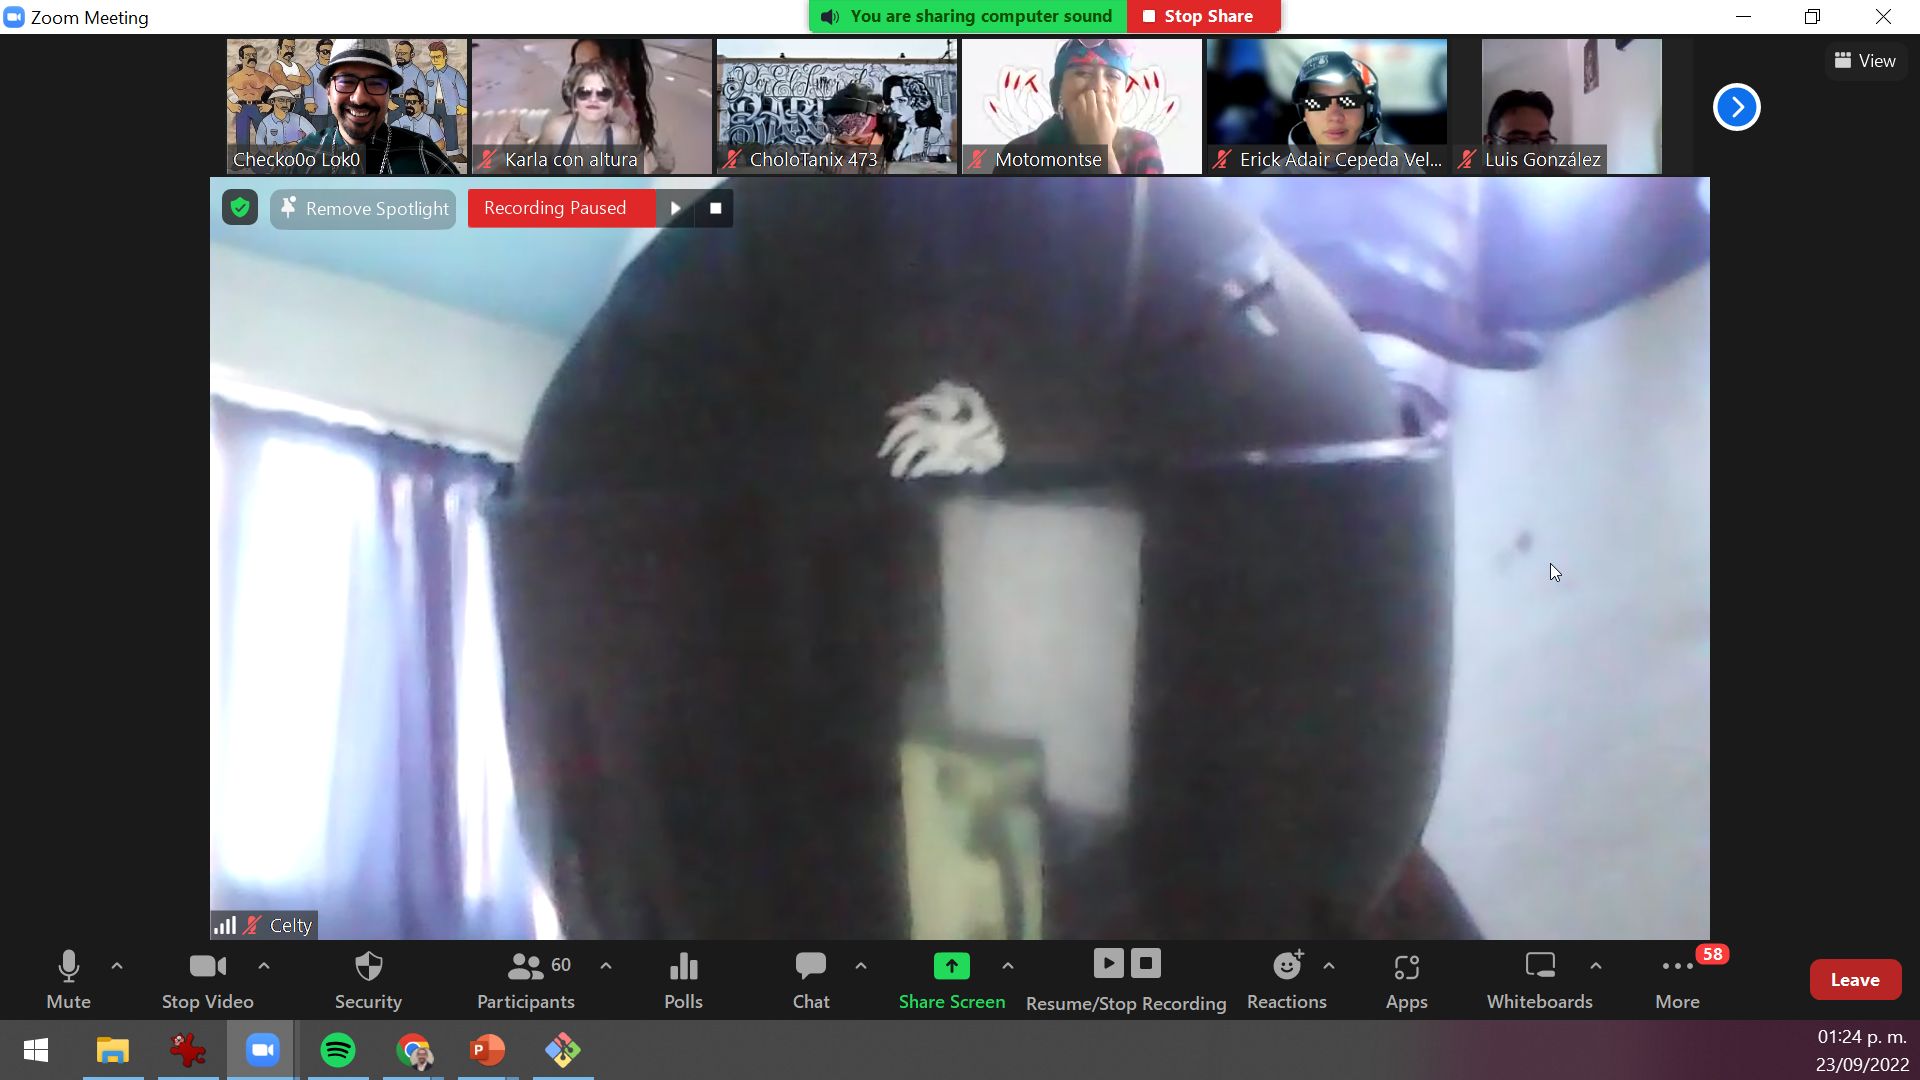 Zoom Meeting
You are sharing computer sound
Stop Share
View
Checko0o Lok0
Karla con altura
CholoTanix 473
Motomontse
Erick Adair Cepeda Vel...
Luis González
Remove Spotlight
Recording Paused
Celty
60
58
Mute
Stop Video
Security
Participants
Polls
Chat
Share Screen
Resume/Stop Recording
Reactions
Apps
Whiteboards
More
Leave
P
01:24 p. m.
23/09/2022